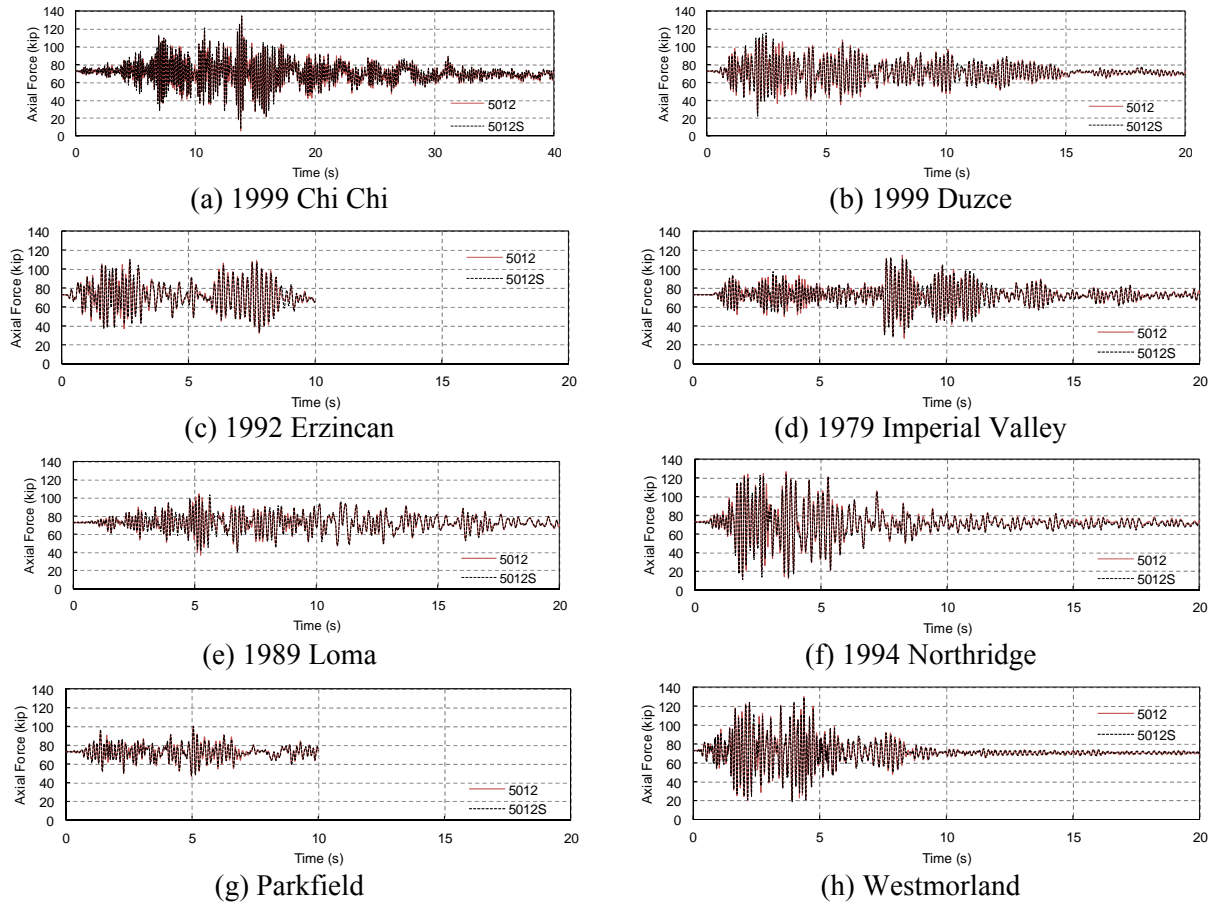 Axial Force (kip)
140
120
100
80
60
40
20
0
5012
5012S
0 10 20 30 40
Time (s)
(a) 1999 Chi Chi
Axial Force (kip)
140
120
100
80
60
40
20
0
5012
5012S
0 5 10 15 20
Time (s)
(b) 1999 Duzce
Axial Force (kip)
140
120
100
80
60
40
20
0
5012
5012S
0 5 10 15 20
Time (s)
(c) 1992 Erzincan
Axial Force (kip)
140
120
100
80
60
40
20
0
5012
5012S
0 5 10 15 20
Time (s)
(d) 1979 Imperial Valley
Axial Force (kip)
140
120
100
80
60
40
20
0
5012
5012S
0 5 10 15 20
Time (s)
(e) 1989 Loma
Axial Force (kip)
140
120
100
80
60
40
20
0
5012
5012S
0 5 10 15 20
Time (s)
(f) 1994 Northridge
Axial Force (kip)
140
120
100
80
60
40
20
0
5012
5012S
0 5 10 15 20
Time (s)
(g) Parkfield
Axial Force (kip)
140
120
100
80
60
40
20
0
5012
5012S
0 5 10 15 20
Time (s)
(h) Westmorland